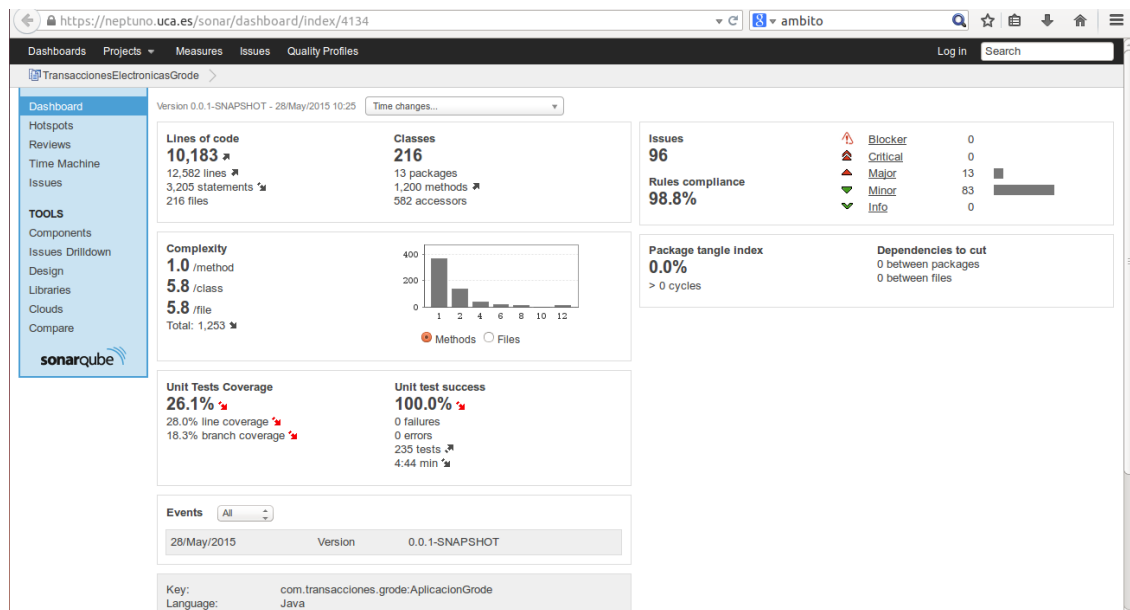 https://neptuno.uca.es/sonar/dashboard/index/4134
ambito
Dashboards Projects Measures Issues Quality Profiles Log in Search
TransaccionesElectronicasGrode
Dashboard
Hotspots
Reviews
Time Machine
Issues
TOOLS
Components
Issues Drilldown
Design
Libraries
Clouds
Compare
sonarqube
Version 0.0.1-SNAPSHOT - 28/May/2015 10:25 Time changes...
Lines of code
10,183
12,582 lines
3,205 statements
216 files
Classes
216
13 packages
1,200 methods
582 accessors
Complexity
1.0 /method
5.8 /class
5.8 /file
Total: 1,253
400
200
0
1 2 4 6 8 10 12
Methods Files
Unit Tests Coverage
26.1%
28.0% line coverage
18.3% branch coverage
Unit test success
100.0%
0 failures
0 errors
235 tests
4:44 min
Events All
28/May/2015 Version 0.0.1-SNAPSHOT
Key: com.transacciones.grode:AplicacionGrode
Language: Java
Issues
96
Rules compliance
98.8%
Blocker 0
Critical 0
Major 13
Minor 83
Info 0
Package tangle index
0.0%
> 0 cycles
Dependencies to cut
0 between packages
0 between files